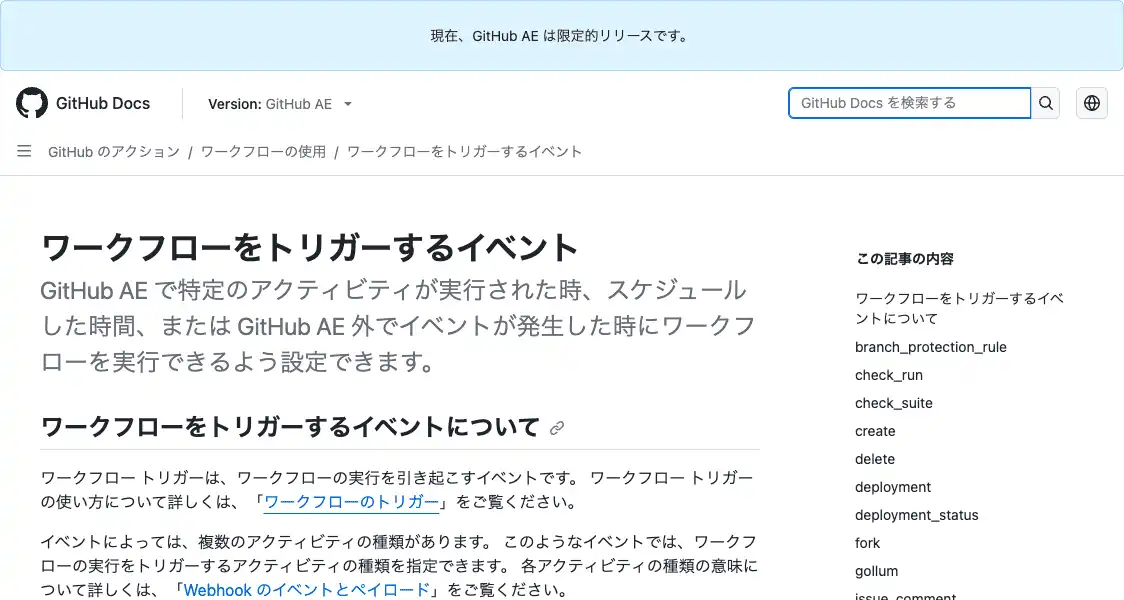 現在、GitHub AE は限定的リリースです。
GitHub Docs
Version: GitHub AE
GitHub Docs を検索する
GitHub のアクション / ワークフローの使用 / ワークフローをトリガーするイベント
ワークフローをトリガーするイベント
GitHub AE で特定のアクティビティが実行された時、スケジュール
した時間、または GitHub AE 外でイベントが発生した時にワークフ
ローを実行できるよう設定できます。
ワークフローをトリガーするイベントについて
ワークフロー トリガーは、ワークフローの実行を引き起こすイベントです。 ワークフロー トリガー
の使い方について詳しくは、「ワークフローのトリガー」をご覧ください。
イベントによっては、複数のアクティビティの種類があります。 このようなイベントでは、ワークフ
ローの実行をトリガーするアクティビティの種類を指定できます。 各アクティビティの種類の意味に
ついて詳しくは、「Webhook のイベントとペイロード」をご覧ください。
この記事の内容
ワークフローをトリガーするイベ
ントについて
branch_protection_rule
check_run
check_suite
create
delete
deployment
deployment_status
fork
gollum
issue_comment